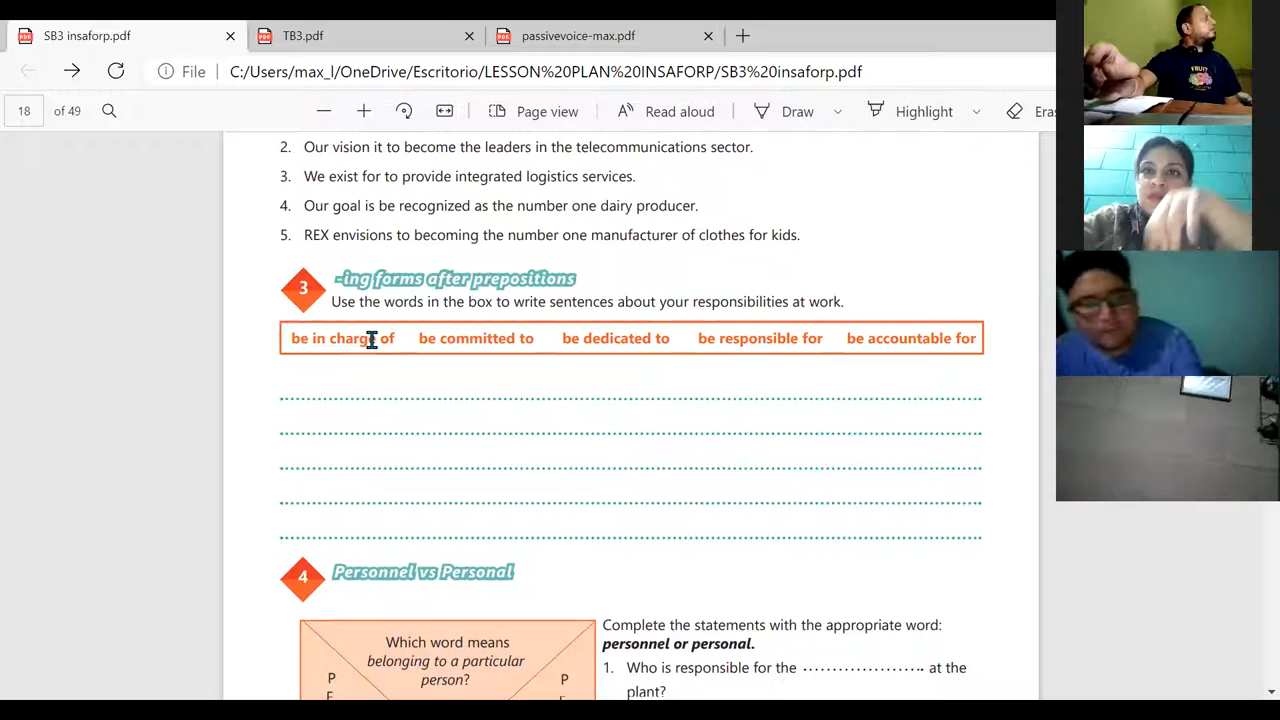 SB3 insaforp.pdf
TB3.pdf
passivevoice-max.pdf
File
C:/Users/max_l/OneDrive/Escritorio/LESSON%20PLAN%20INSAFORP/SB3%20insaforp.pdf
18 of 49
Page view
Read aloud
Draw
Highlight
Eras
2. Our vision it to become the leaders in the telecommunications sector.
3. We exist for to provide integrated logistics services.
4. Our goal is be recognized as the number one dairy producer.
5. REX envisions to becoming the number one manufacturer of clothes for kids.
3
-ing forms after prepositions
Use the words in the box to write sentences about your responsibilities at work.
be in charge of be committed to be dedicated to be responsible for be accountable for
4
Personnel vs Personal
Which word means
belonging to a particular
person?
P
P
E
Complete the statements with the appropriate word:
personnel or personal.
1. Who is responsible for the ..................... at the
plant?
FRUIT